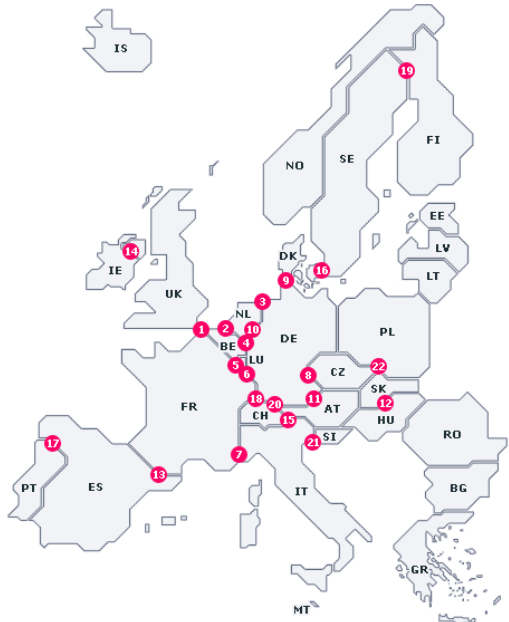 IS
19
FI
NO
SE
EE
LV
LT
14
IE
DK
16
9
UK
3
NL
1
2
10
BE
4
DE
PL
5
LU
6
8
CZ
22
SK
18
20
11
AT
12
FR
CH
15
HU
RO
17
21
SI
7
13
PT
ES
IT
BG
GR
MT